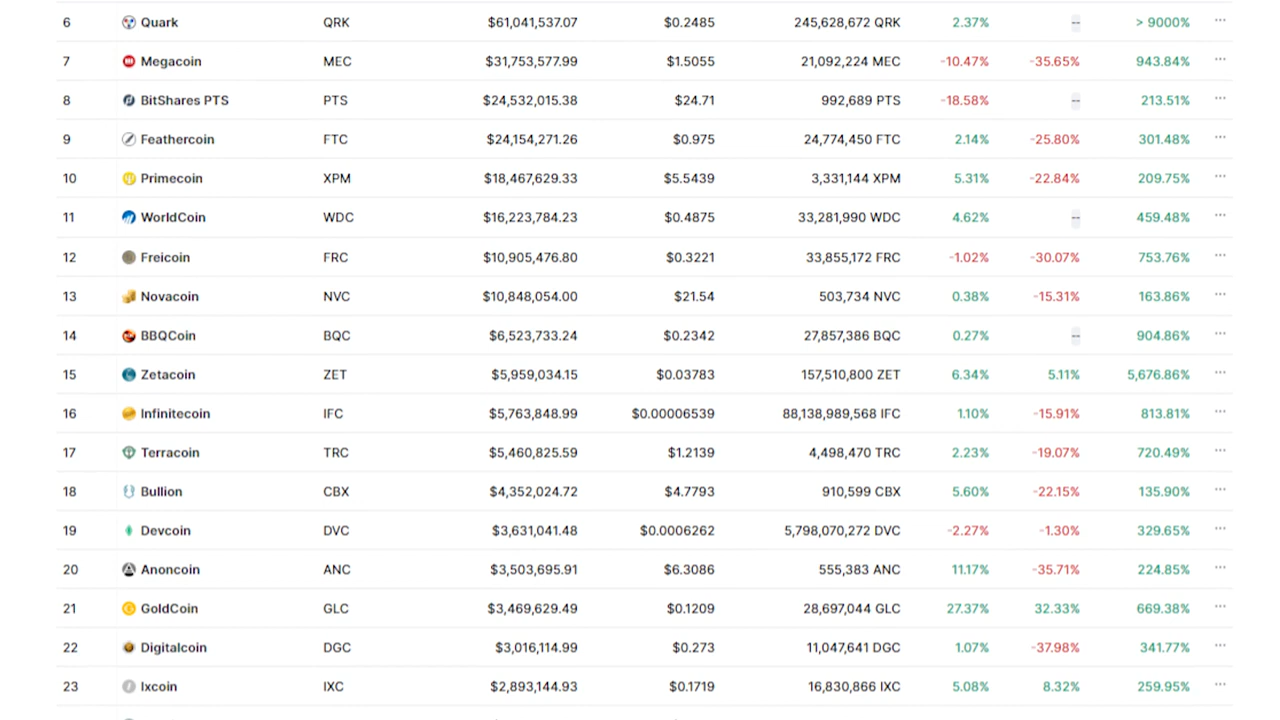 6 Quark QRK $61,041,537.07 $0.2485 245,628,672 QRK 2.37% -- > 9000% ...
7 Megacoin MEC $31,753,577.99 $1.5055 21,092,224 MEC -10.47% -35.65% 943.84% ...
8 BitShares PTS PTS $24,532,015.38 $24.71 992,689 PTS -18.58% -- 213.51% ...
9 Feathercoin FTC $24,154,271.26 $0.975 24,774,450 FTC 2.14% -25.80% 301.48% ...
10 Primecoin XPM $18,467,629.33 $5.5439 3,331,144 XPM 5.31% -22.84% 209.75% ...
11 WorldCoin WDC $16,223,784.23 $0.4875 33,281,990 WDC 4.62% -- 459.48% ...
12 Freicoin FRC $10,905,476.80 $0.3221 33,855,172 FRC -1.02% -30.07% 753.76% ...
13 Novacoin NVC $10,848,054.00 $21.54 503,734 NVC 0.38% -15.31% 163.86% ...
14 BBQCoin BQC $6,523,733.24 $0.2342 27,857,386 BQC 0.27% -- 904.86% ...
15 Zetacoin ZET $5,959,034.15 $0.03783 157,510,800 ZET 6.34% 5.11% 5,676.86% ...
16 Infinitecoin IFC $5,763,848.99 $0.00006539 88,138,989,568 IFC 1.10% -15.91% 813.81% ...
17 Terracoin TRC $5,460,825.59 $1.2139 4,498,470 TRC 2.23% -19.07% 720.49% ...
18 Bullion CBX $4,352,024.72 $4.7793 910,599 CBX 5.60% -22.15% 135.90% ...
19 Devcoin DVC $3,631,041.48 $0.0006262 5,798,070,272 DVC -2.27% -1.30% 329.65% ...
20 Anoncoin ANC $3,503,695.91 $6.3086 555,383 ANC 11.17% -35.71% 224.85% ...
21 GoldCoin GLC $3,469,629.49 $0.1209 28,697,044 GLC 27.37% 32.33% 669.38% ...
22 Digitalcoin DGC $3,016,114.99 $0.273 11,047,641 DGC 1.07% -37.98% 341.77% ...
23 Ixcoin IXC $2,893,144.93 $0.1719 16,830,866 IXC 5.08% 8.32% 259.95% ...